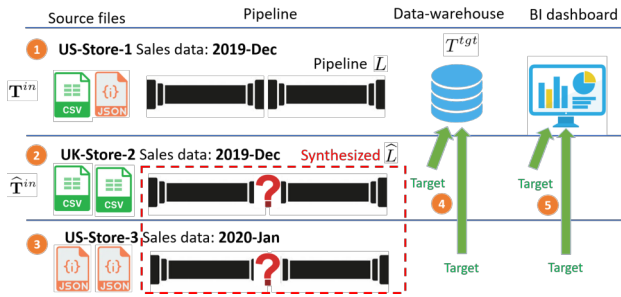 Source files Pipeline Data-warehouse BI dashboard
1 US-Store-1 Sales data: 2019-Dec T^{tgt}
Pipeline L
T^{in}
CSV {i} JSON
2 UK-Store-2 Sales data: 2019-Dec Synthesized \widehat{L}
\widehat{T}^{in} ? Target Target
CSV CSV 4 5
3 US-Store-3 Sales data: 2020-Jan
{i} {i} ? Target Target
JSON JSON